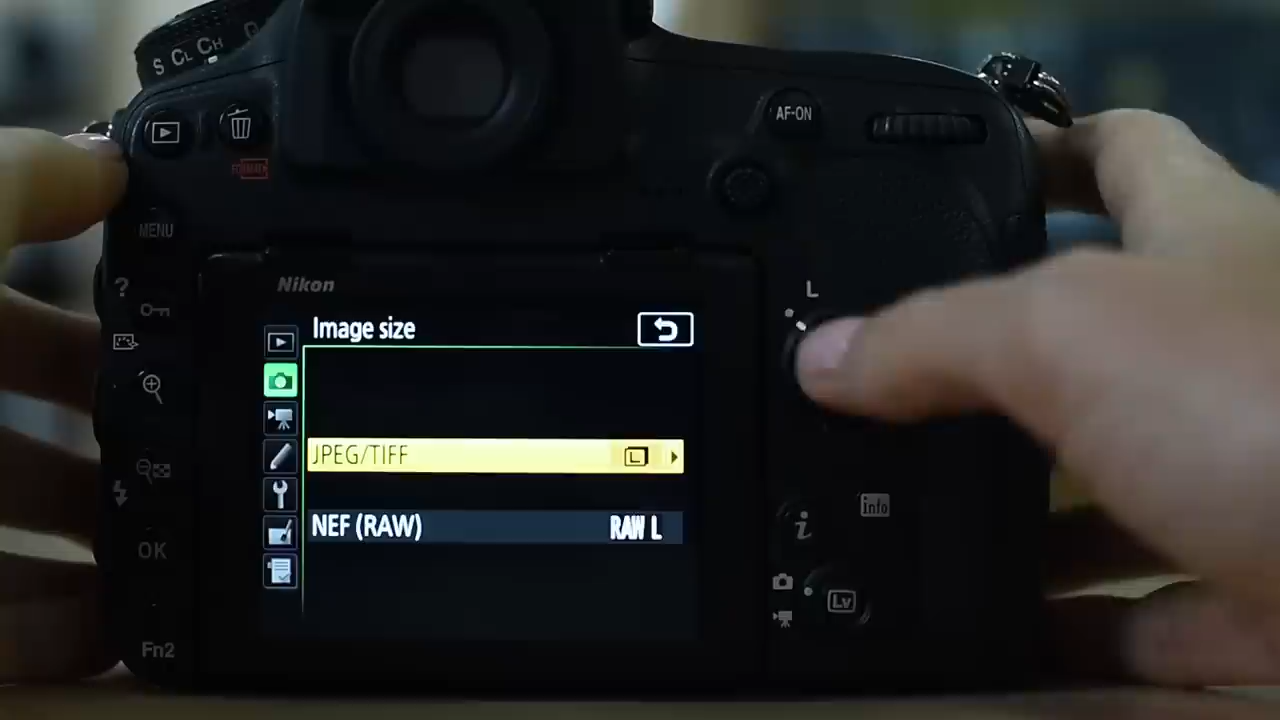 S CL CH
AF-ON
MENU
Nikon
L
?
Image size
JPEG/TIFF
L
NEF (RAW)
RAW L
info
i
OK
Lv
Fn2